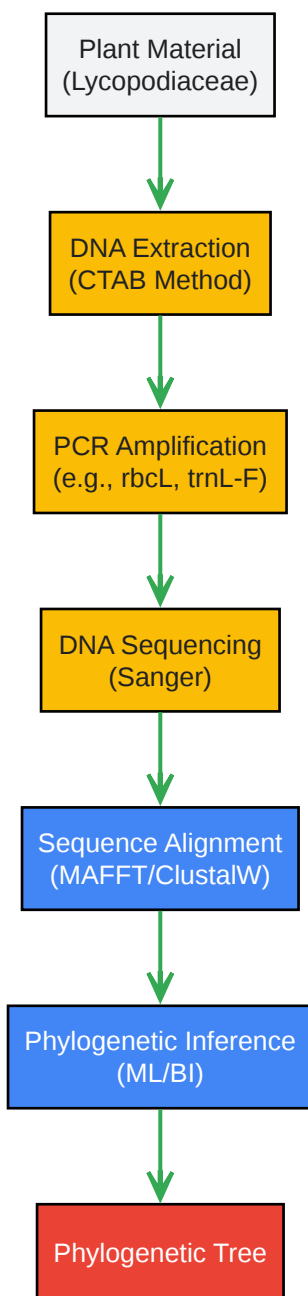 Plant Material
(Lycopodiaceae)
DNA Extraction
(CTAB Method)
PCR Amplification
(e.g., rbcL, trnL-F)
DNA Sequencing
(Sanger)
Sequence Alignment
(MAFFT/ClustalW)
Phylogenetic Inference
(ML/BI)
Phylogenetic Tree